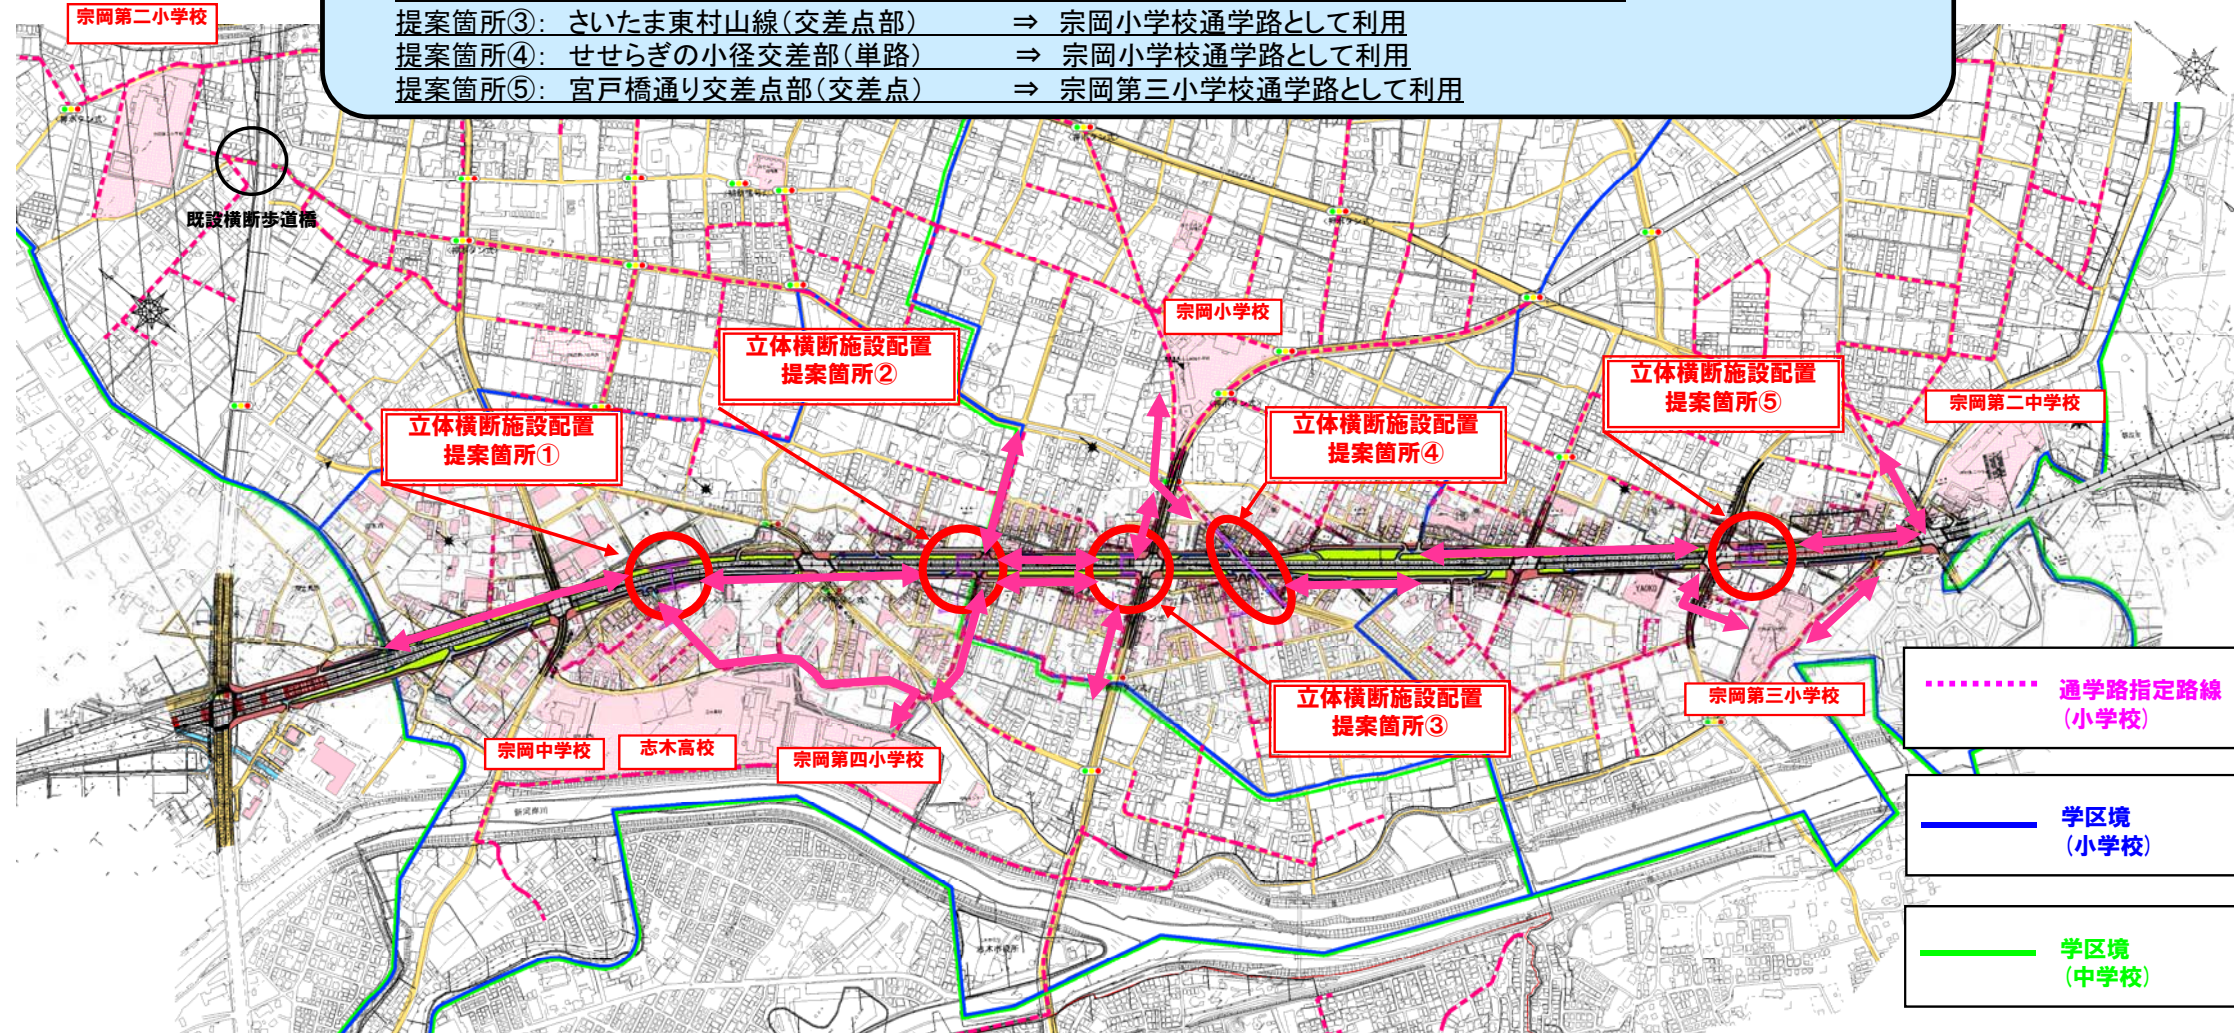 宗岡第二小学校
提案箇所③： さいたま東村山線（交差点部） ⇒ 宗岡小学校通学路として利用
提案箇所④： せせらぎの小径交差部（単路） ⇒ 宗岡小学校通学路として利用
提案箇所⑤： 宮戸橋通り交差点部（交差点） ⇒ 宗岡第三小学校通学路として利用
既設横断歩道橋
宗岡小学校
立体横断施設配置
提案箇所②
立体横断施設配置
提案箇所⑤
宗岡第二中学校
立体横断施設配置
提案箇所①
立体横断施設配置
提案箇所④
YAOKO
立体横断施設配置
提案箇所③
宗岡第三小学校
通学路指定路線
（小学校）
宗岡中学校
志木高校
宗岡第四小学校
新河岸川
学区境
（小学校）
志木市役所
学区境
（中学校）